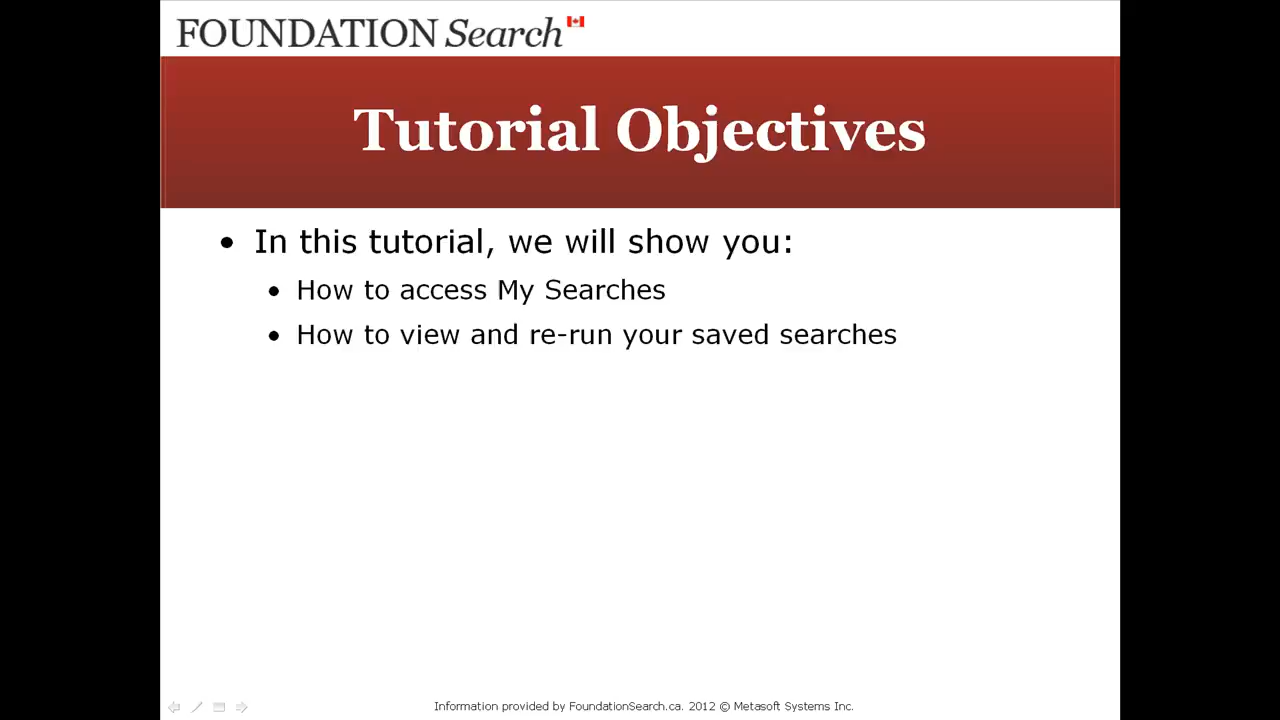 FOUNDATION Search
Tutorial Objectives
• In this tutorial, we will show you:
• How to access My Searches
• How to view and re-run your saved searches
Information provided by FoundationSearch.ca. 2012 © Metasoft Systems Inc.